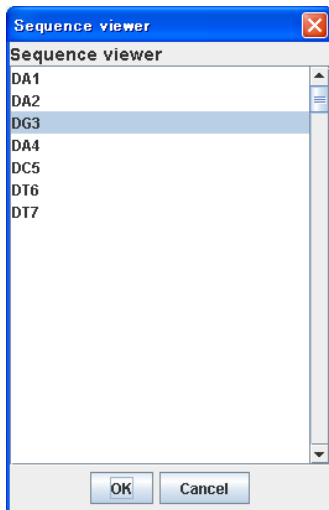 Sequence viewer
Sequence viewer
DA1
DA2
DG3
DA4
DC5
DT6
DT7
OK Cancel